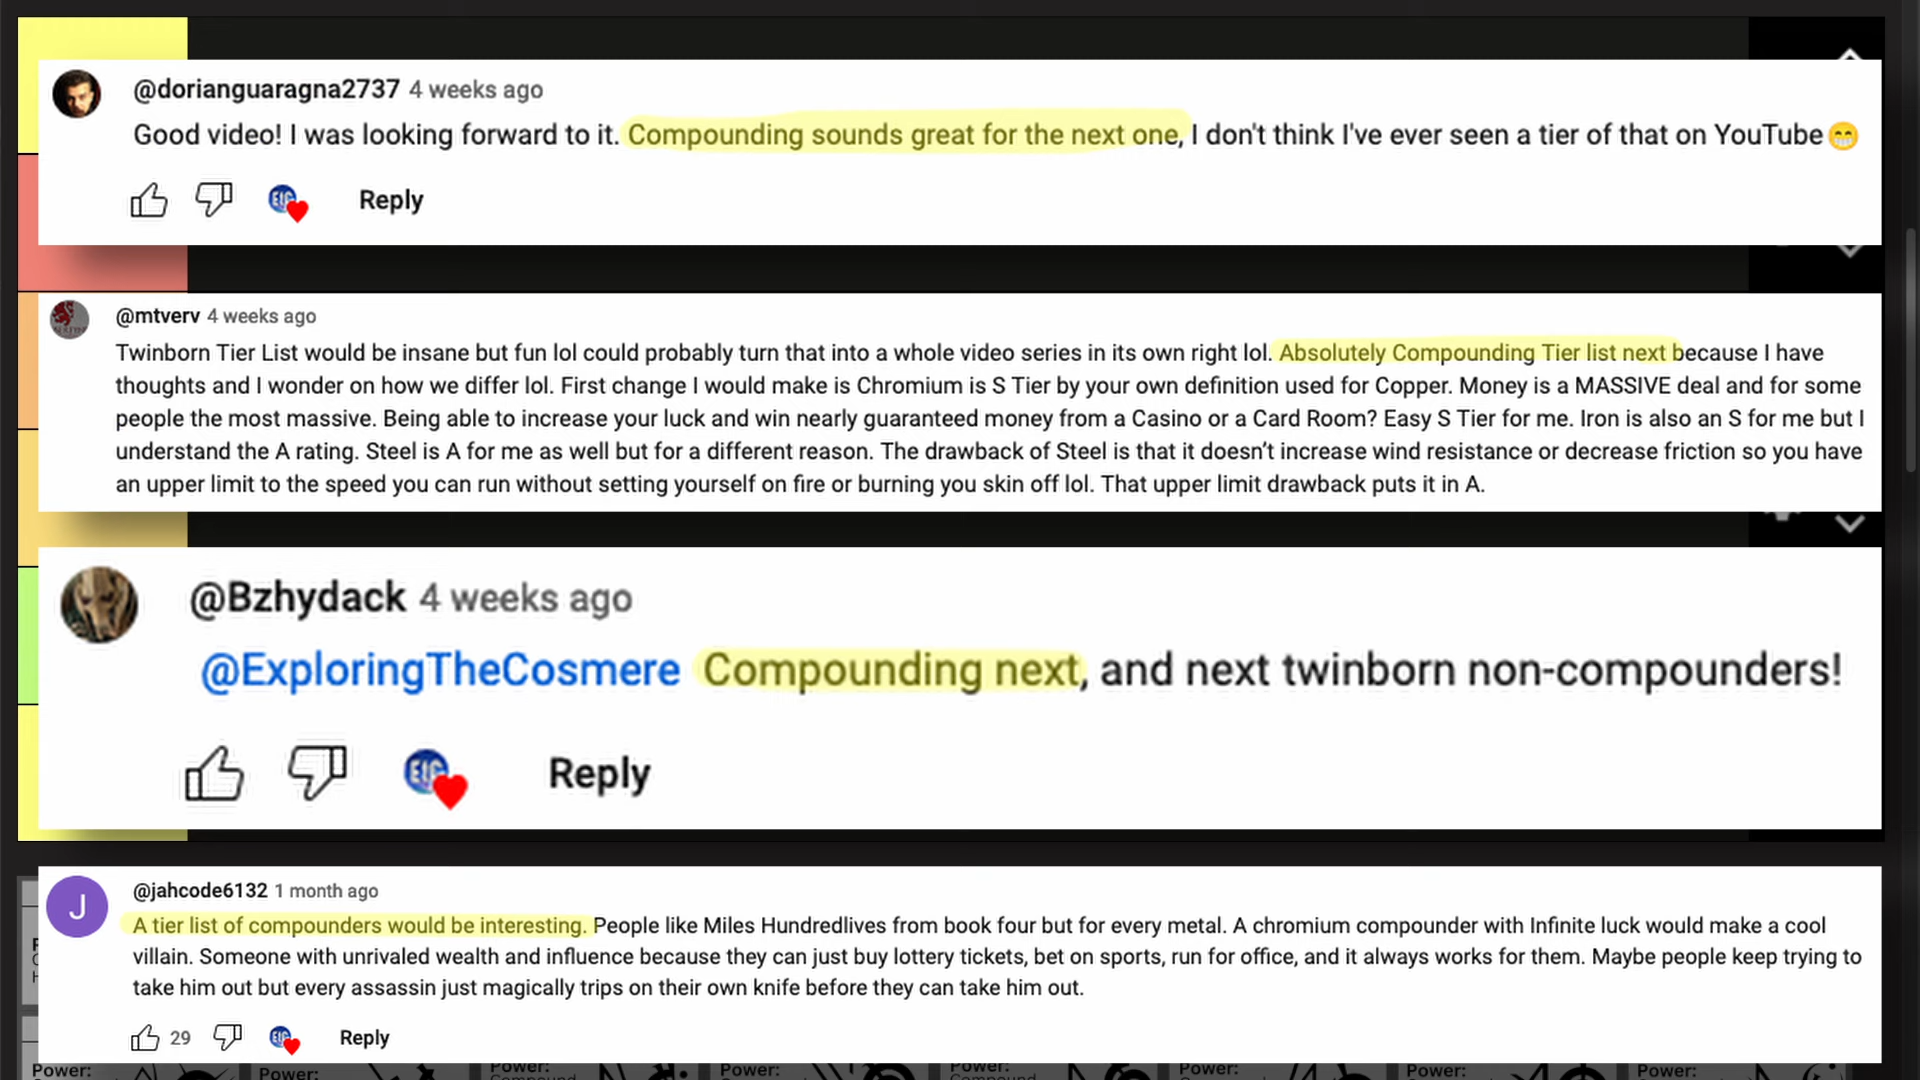 @dorianguaragna2737 4 weeks ago
Good video! I was looking forward to it. Compounding sounds great for the next one, I don't think I've ever seen a tier of that on YouTube😁
Reply
@mtverv 4 weeks ago
Twinborn Tier List would be insane but fun lol could probably turn that into a whole video series in its own right lol. Absolutely Compounding Tier list next because I have
thoughts and I wonder on how we differ lol. First change I would make is Chromium is S Tier by your own definition used for Copper. Money is a MASSIVE deal and for some
people the most massive. Being able to increase your luck and win nearly guaranteed money from a Casino or a Card Room? Easy S Tier for me. Iron is also an S for me but I
understand the A rating. Steel is A for me as well but for a different reason. The drawback of Steel is that it doesn’t increase wind resistance or decrease friction so you have
an upper limit to the speed you can run without setting yourself on fire or burning you skin off lol. That upper limit drawback puts it in A.
@Bzhydack 4 weeks ago
@ExploringTheCosmere Compounding next, and next twinborn non-compounders!
Reply
J
@jahcode6132 1 month ago
A tier list of compounders would be interesting. People like Miles Hundredlives from book four but for every metal. A chromium compounder with Infinite luck would make a cool
villain. Someone with unrivaled wealth and influence because they can just buy lottery tickets, bet on sports, run for office, and it always works for them. Maybe people keep trying to
take him out but every assassin just magically trips on their own knife before they can take him out.
29 Reply
Power: Power: Power: Power: Power: Power: Power: Power: